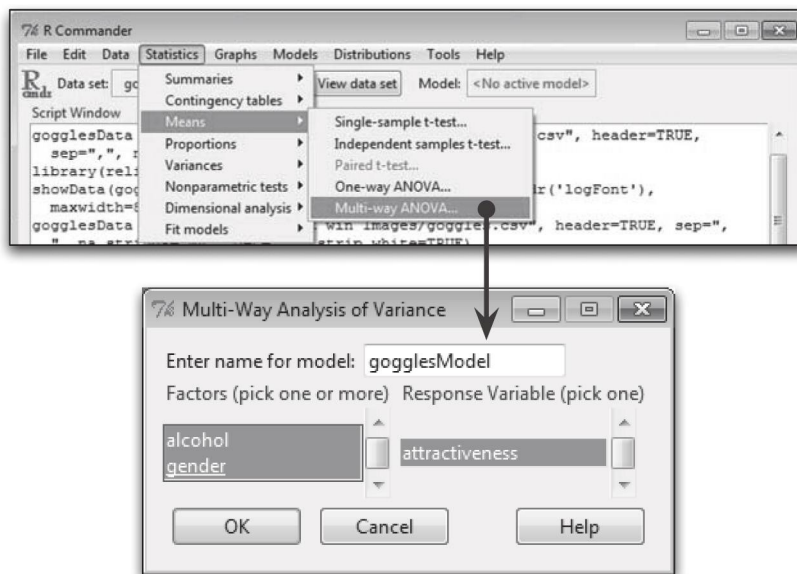 R Commander
File Edit Data Statistics Graphs Models Distributions Tools Help
R cmdr Data set: View data set Model: <No active model>
Script Window
Summaries
Contingency tables
Means
Proportions
Variances
Nonparametric tests
Dimensional analysis
Fit models
Single-sample t-test...
Independent samples t-test...
Paired t-test...
One-way ANOVA...
Multi-way ANOVA...
gogglesData csv", header=TRUE,
sep=",",
showData(
maxwidth=
gogglesData win images/goggles.csv", header=TRUE, sep=",
strip.white=TRUE)
Multi-Way Analysis of Variance
Enter name for model: gogglesModel
Factors (pick one or more) Response Variable (pick one)
alcohol
gender
attractiveness
OK Cancel Help